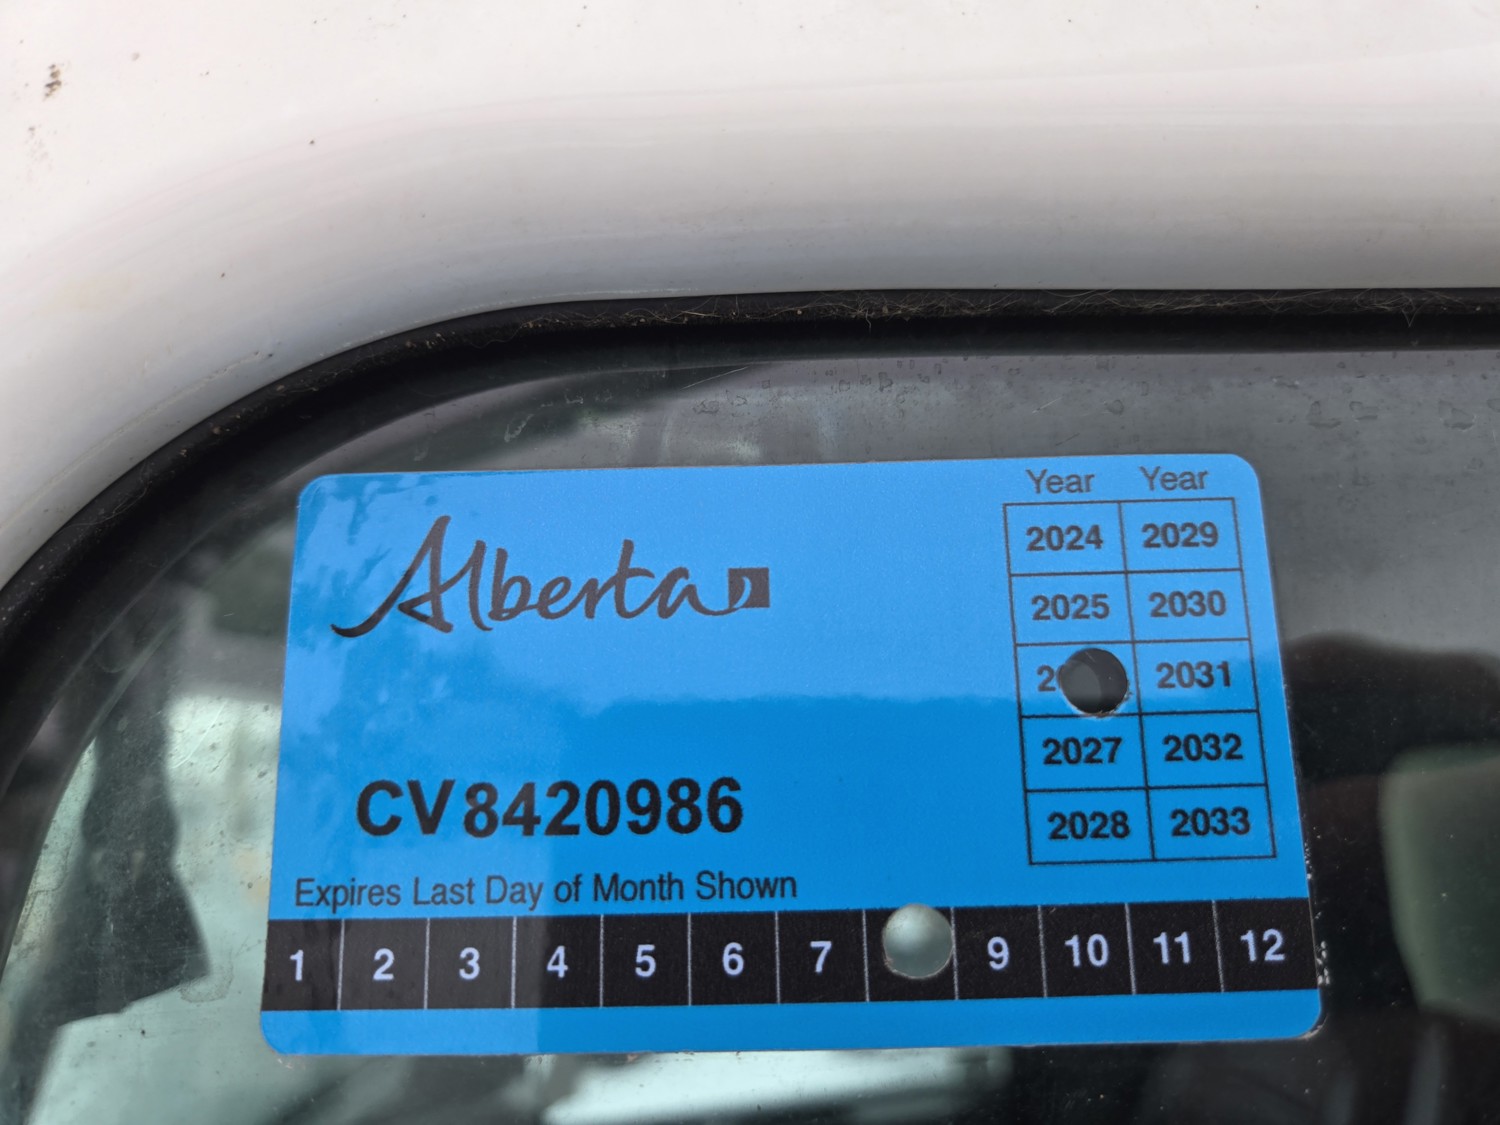 Alberta
Year Year
2024 2029
2025 2030
2031
2027 2032
2028 2033
CV8420986
Expires Last Day of Month Shown
1 2 3 4 5 6 7 9 10 11 12